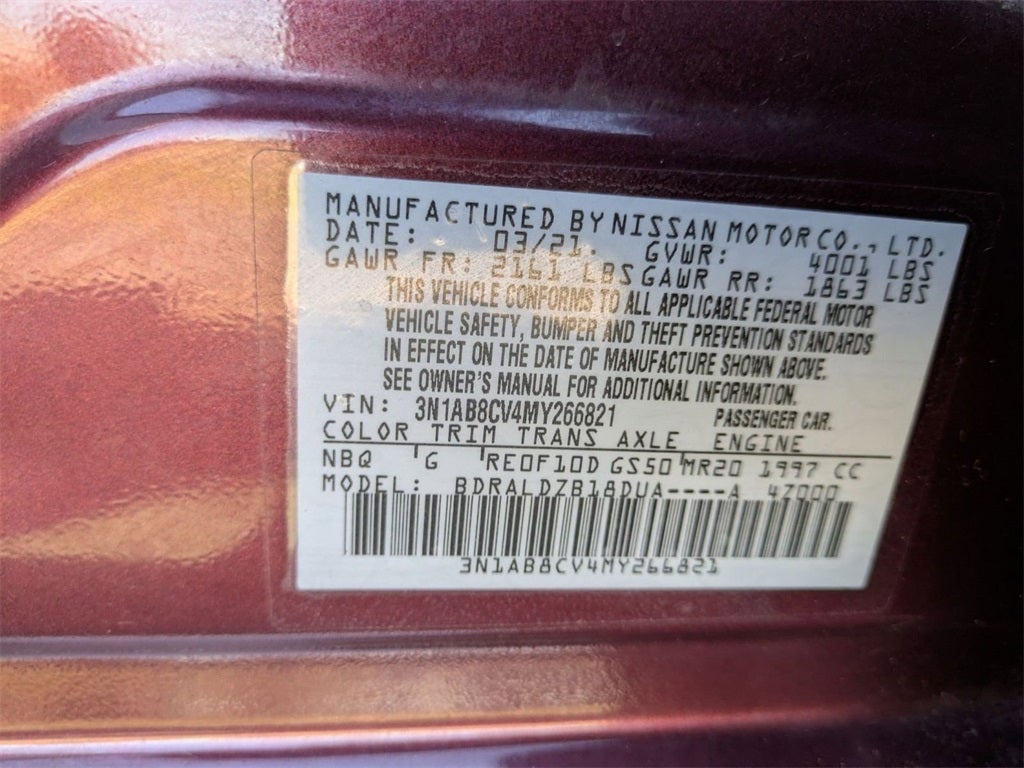 MANUFACTURED BY NISSAN MOTOR CO., LTD.
DATE: 03/21. GVWR: 4001 LBS
GAWR FR: 2161 LBS GAWR RR: 1863 LBS
THIS VEHICLE CONFORMS TO ALL APPLICABLE FEDERAL MOTOR
VEHICLE SAFETY, BUMPER AND THEFT PREVENTION STANDARDS
IN EFFECT ON THE DATE OF MANUFACTURE SHOWN ABOVE.
SEE OWNER'S MANUAL FOR ADDITIONAL INFORMATION.
VIN: 3N1AB8CV4MY266821 PASSENGER CAR.
COLOR TRIM TRANS AXLE ENGINE
NBQ G RE0F10D GS50 MR20 1997 CC
MODEL: BDRALDZB18DUA----A 4Z000
3N1AB8CV4MY266821